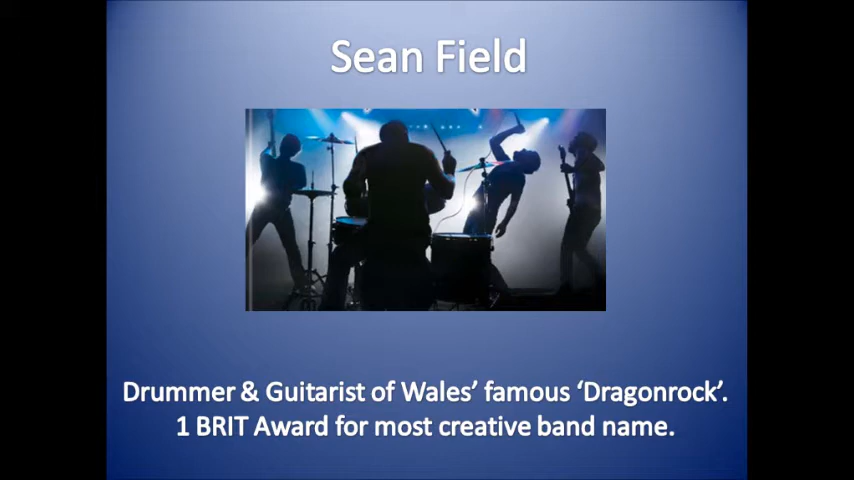 Sean Field
Drummer & Guitarist of Wales’ famous ‘Dragonrock’.
1 BRIT Award for most creative band name.